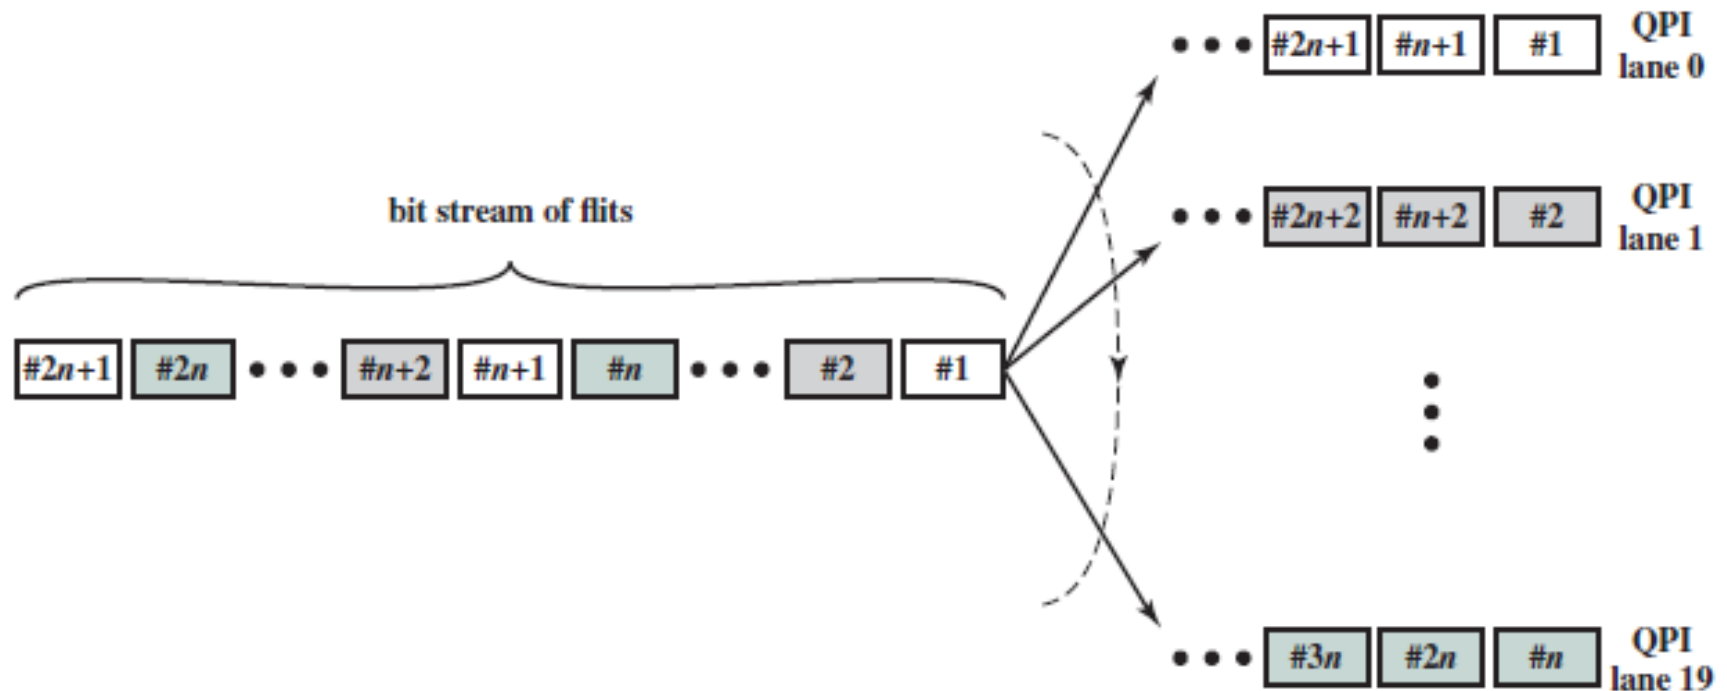 #2n+1 #n+1 #1 QPI
lane 0
#2n+2 #n+2 #2 QPI
lane 1
bit stream of flits
#2n+1 #2n #n+2 #n+1 #n #2 #1
#3n #2n #n QPI
lane 19